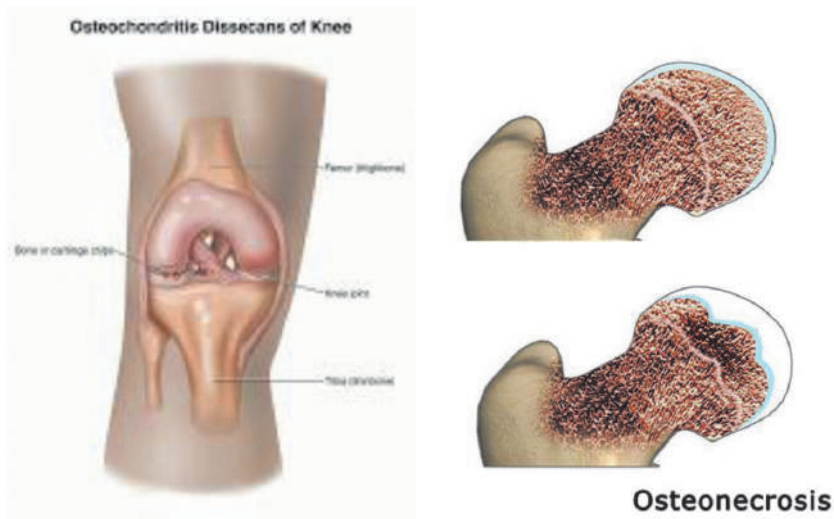 Osteochondritis Dissecans of Knee
Femur (thighbone)
Bone or cartilage chips
Knee joint
Tibia (shinbone)
Osteonecrosis